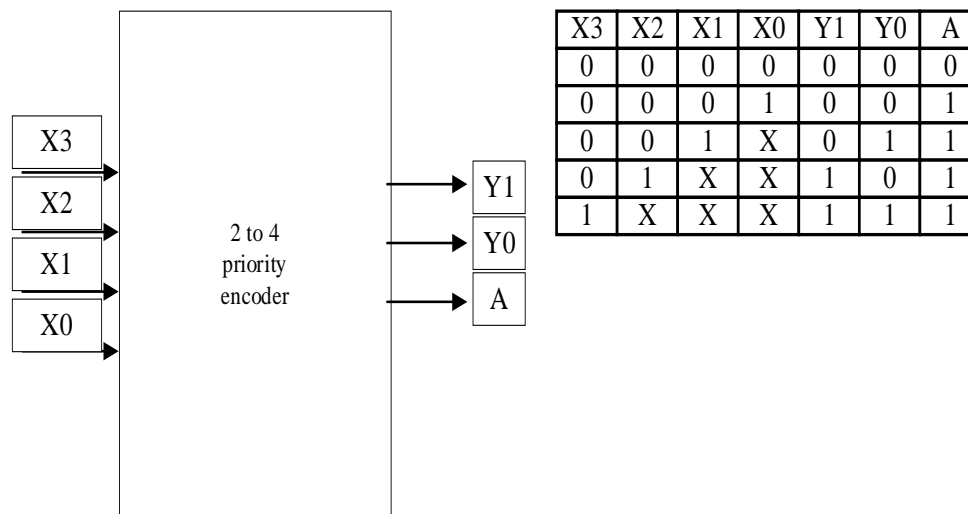 X3
X2
X1
X0
2 to 4
priority
encoder
Y1
Y0
A
X3 X2 X1 X0 Y1 Y0 A
0 0 0 0 0 0 0
0 0 0 1 0 0 1
0 0 1 X 0 1 1
0 1 X X 1 0 1
1 X X X 1 1 1